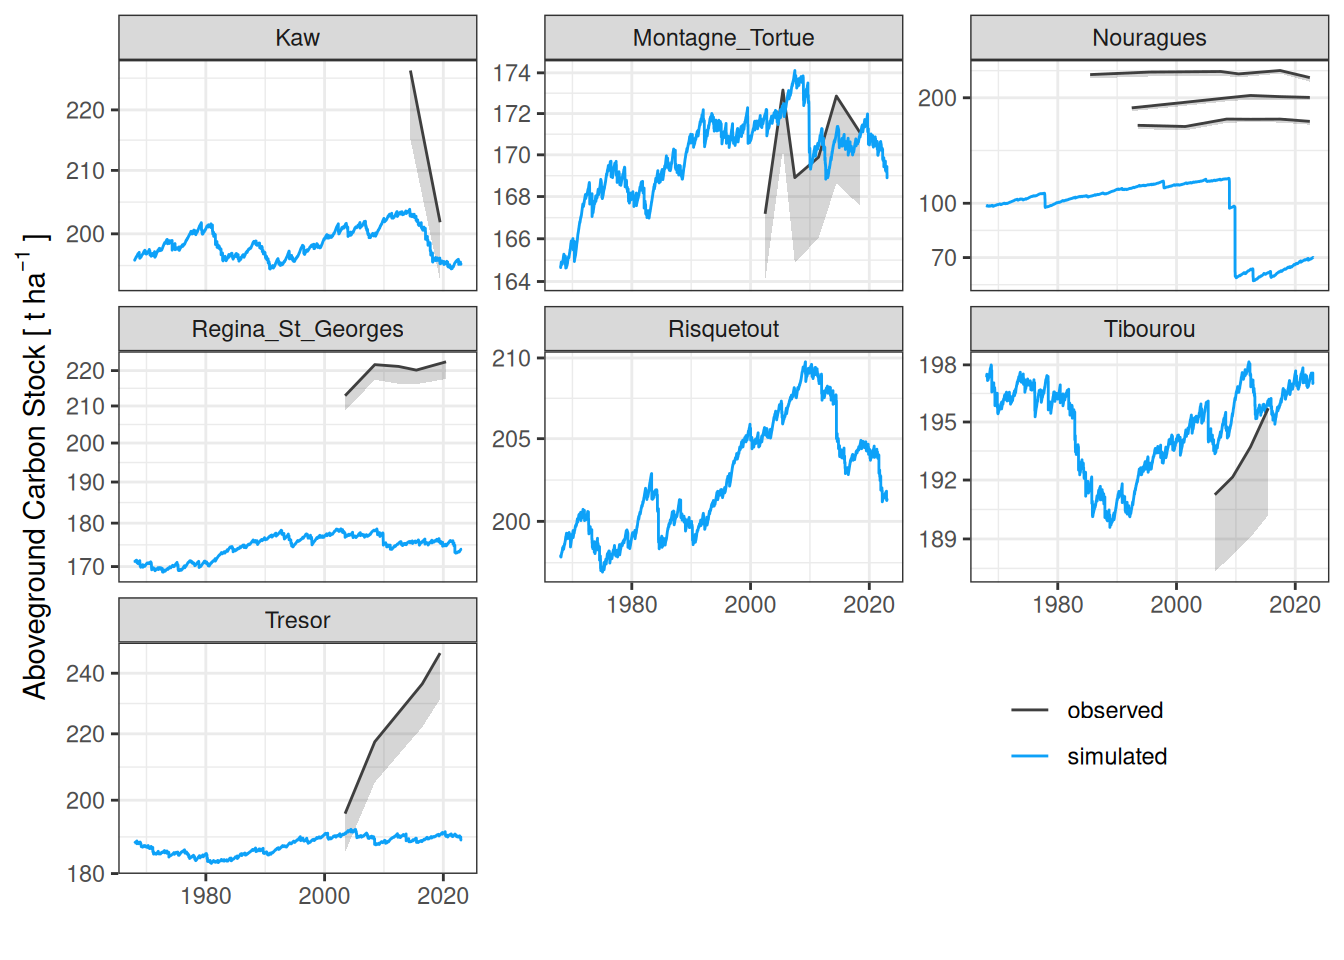 Kaw
Montagne_Tortue
Nouragues
220
210
200
174
172
170
168
166
164
200
100
70
Aboveground Carbon Stock [ t ha⁻¹ ]
Regina_St_Georges
Risquetout
Tibourou
220
210
200
190
180
170
210
205
200
198
195
192
189
1980 2000 2020
1980 2000 2020
Tresor
240
220
200
180
1980 2000 2020
observed
simulated